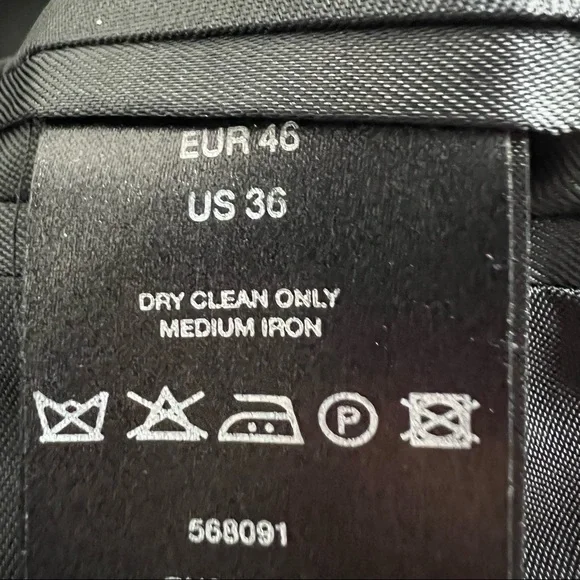 EUR 46
US 36
DRY CLEAN ONLY
MEDIUM IRON
P
568091